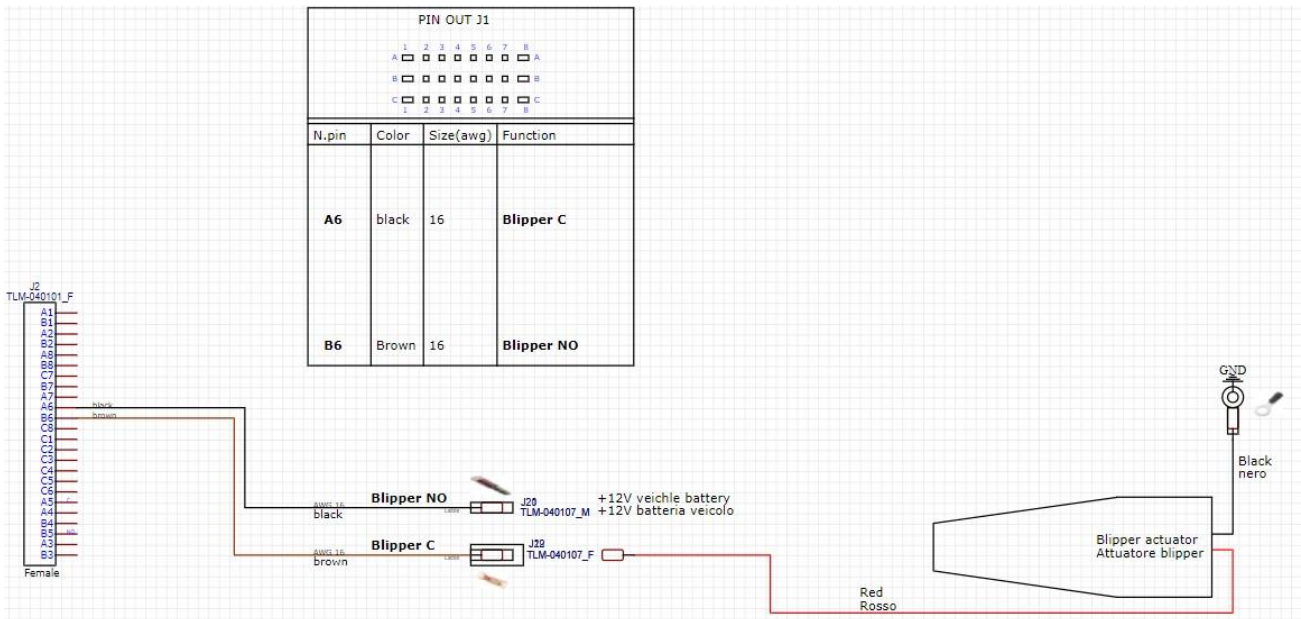 PIN OUT J1
1 2 3 4 5 6 7 8
A A
B B
C C
1 2 3 4 5 6 7 8
N.pin Color Size(awg) Function
A6 black 16 Blipper C
B6 Brown 16 Blipper NO
J2
TLM-040101_F
A1
B1
A2
B2
A8
B8
C7
B7
A7
A6 black
B6 brown
C8
C1
C2
C3
C4
C5
C6
A5
A4
B4
B5
A3
B3
Female
Blipper NO
AWG 16
black
TLM-040107_M
+12V veichle battery
+12V batteria veicolo
Blipper C
AWG 16
brown
TLM-040107_F
Red
Rosso
GND
Black
nero
Blipper actuator
Attuatore blipper